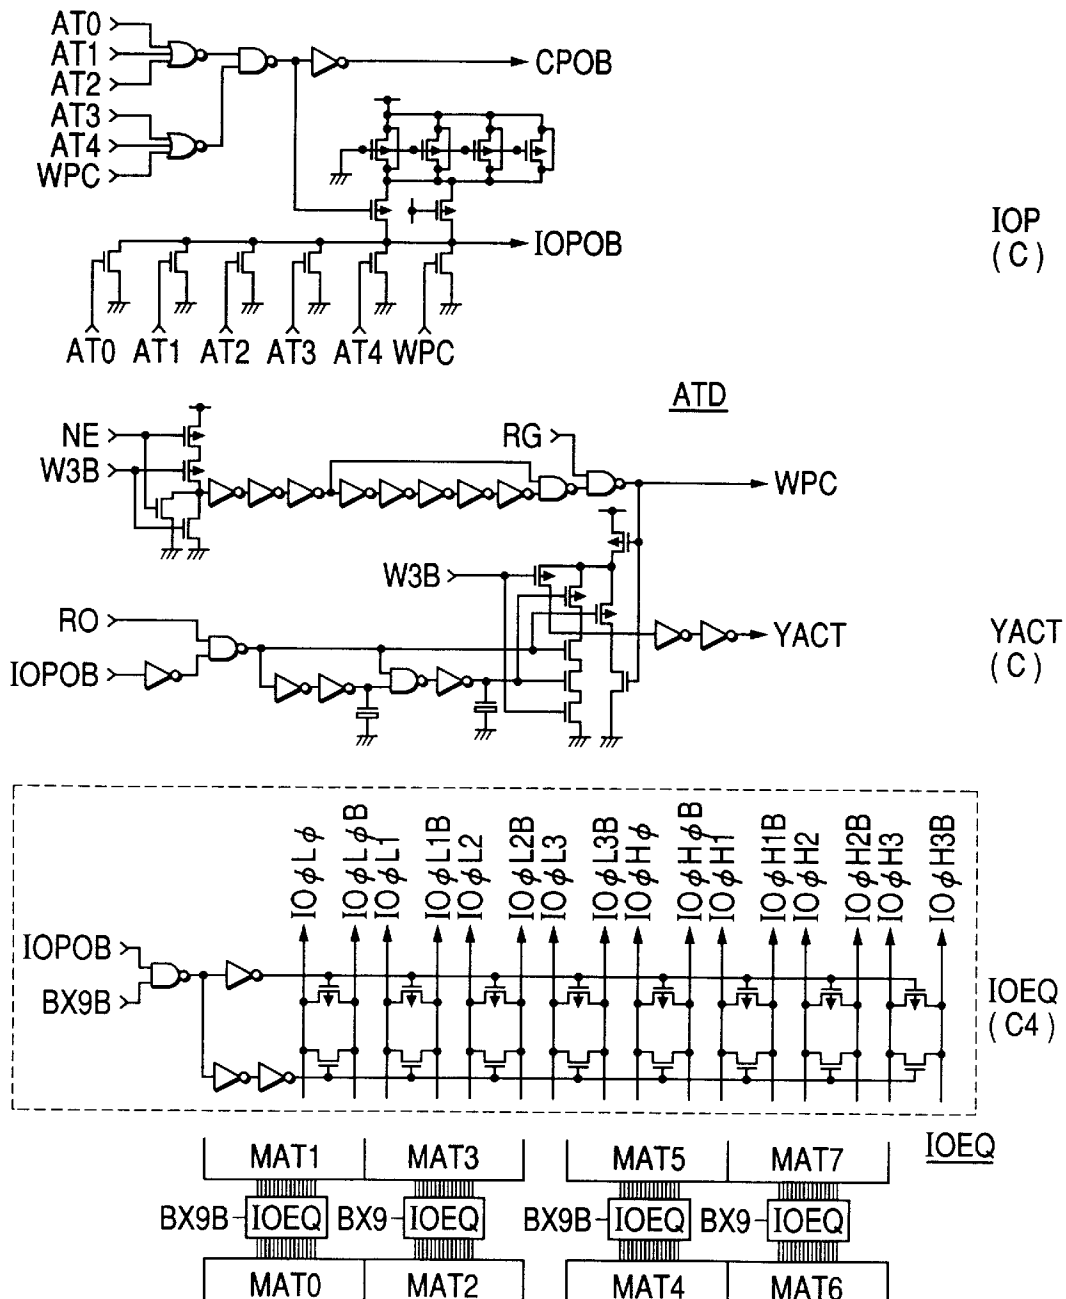 AT0
AT1
AT2
CPOB
AT3
AT4
WPC
IOPOB
IOP
(C)
AT0 AT1 AT2 AT3 AT4 WPC
ATD
NE
RG
W3B
WPC
W3B
RO
YACT
YACT
(C)
IOPOB
IOϕLϕ
IOϕLϕB
IOϕL1
IOϕL1B
IOϕL2
IOϕL2B
IOϕL3
IOϕL3B
IOϕHϕ
IOϕHϕB
IOϕH1
IOϕH1B
IOϕH2
IOϕH2B
IOϕH3
IOϕH3B
IOPOB
BX9B
IOEQ
(C4)
IOEQ
MAT1 MAT3 MAT5 MAT7
BX9B IOEQ BX9 IOEQ BX9B IOEQ BX9 IOEQ
MAT0 MAT2 MAT4 MAT6